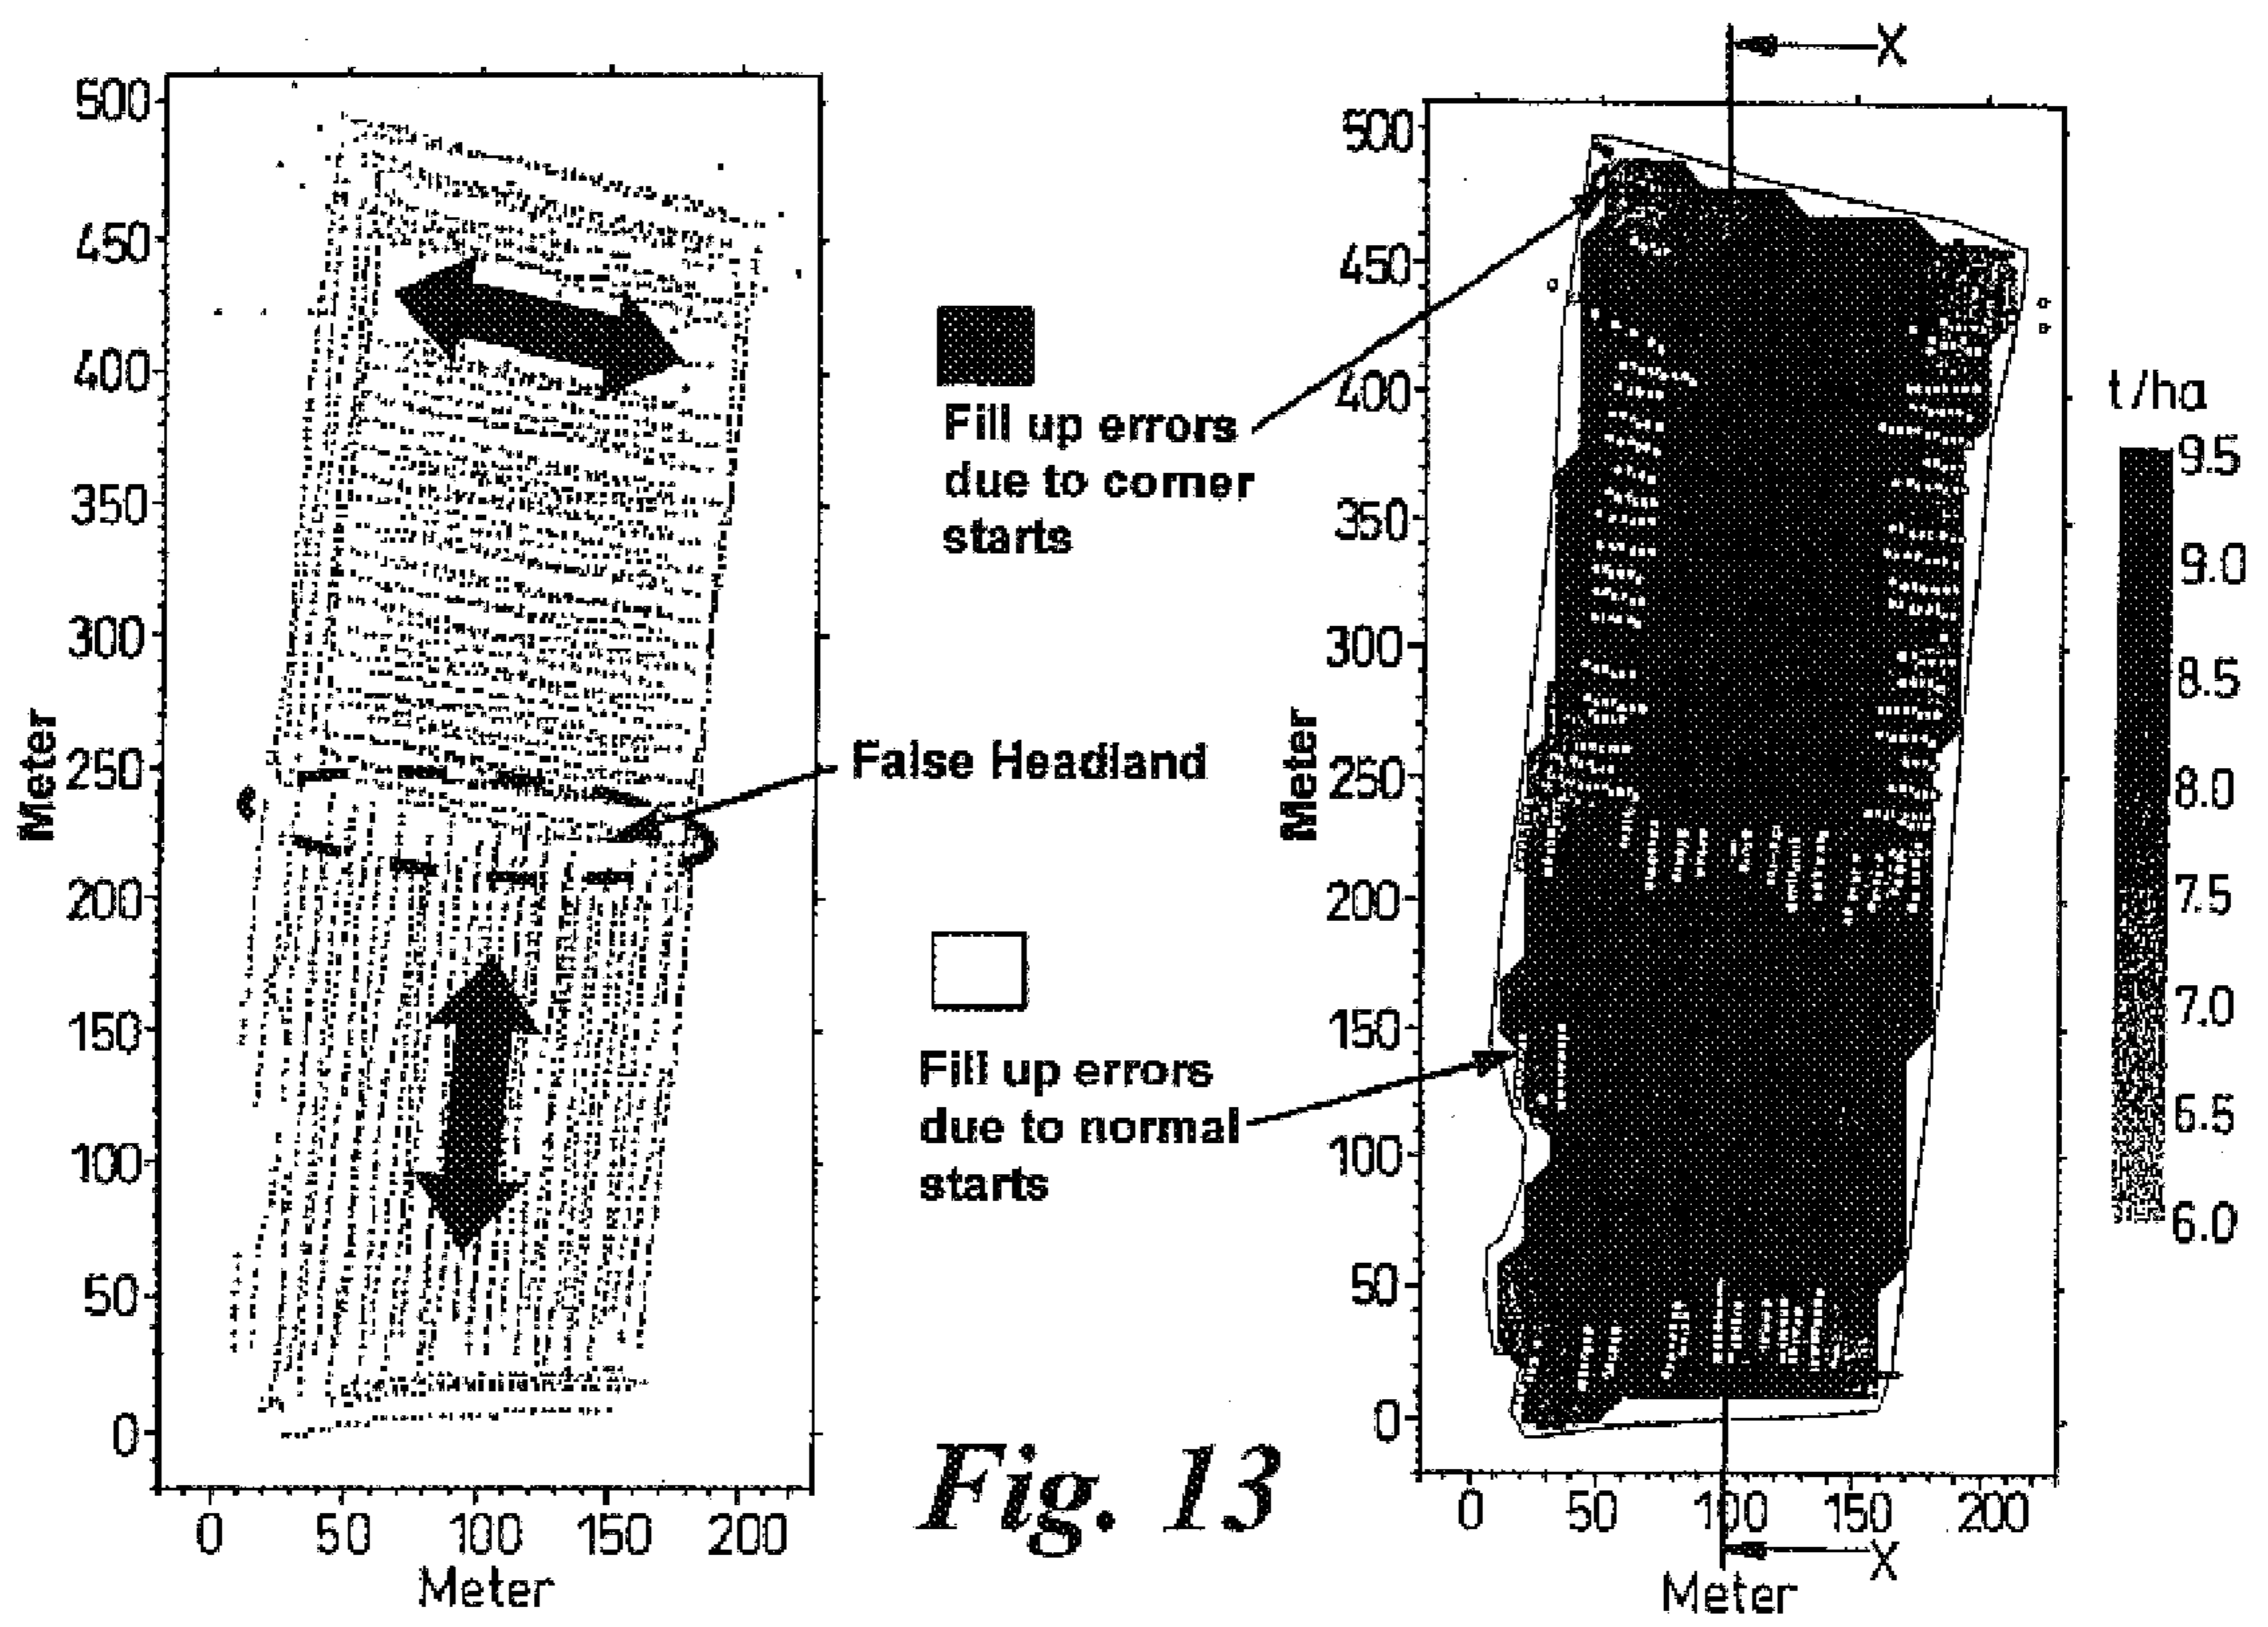 500
450
400
350
300
250
200
150
100
50
0
Meter
0 50 100 150 200
Meter
Fill up errors
due to corner
starts
False Headland
Fill up errors
due to normal
starts
Fig. 13
X
500
450
400
350
300
250
200
150
100
50
0
Meter
0 50 100 150 200
Meter
X
t/ha
9.5
9.0
8.5
8.0
7.5
7.0
6.5
6.0